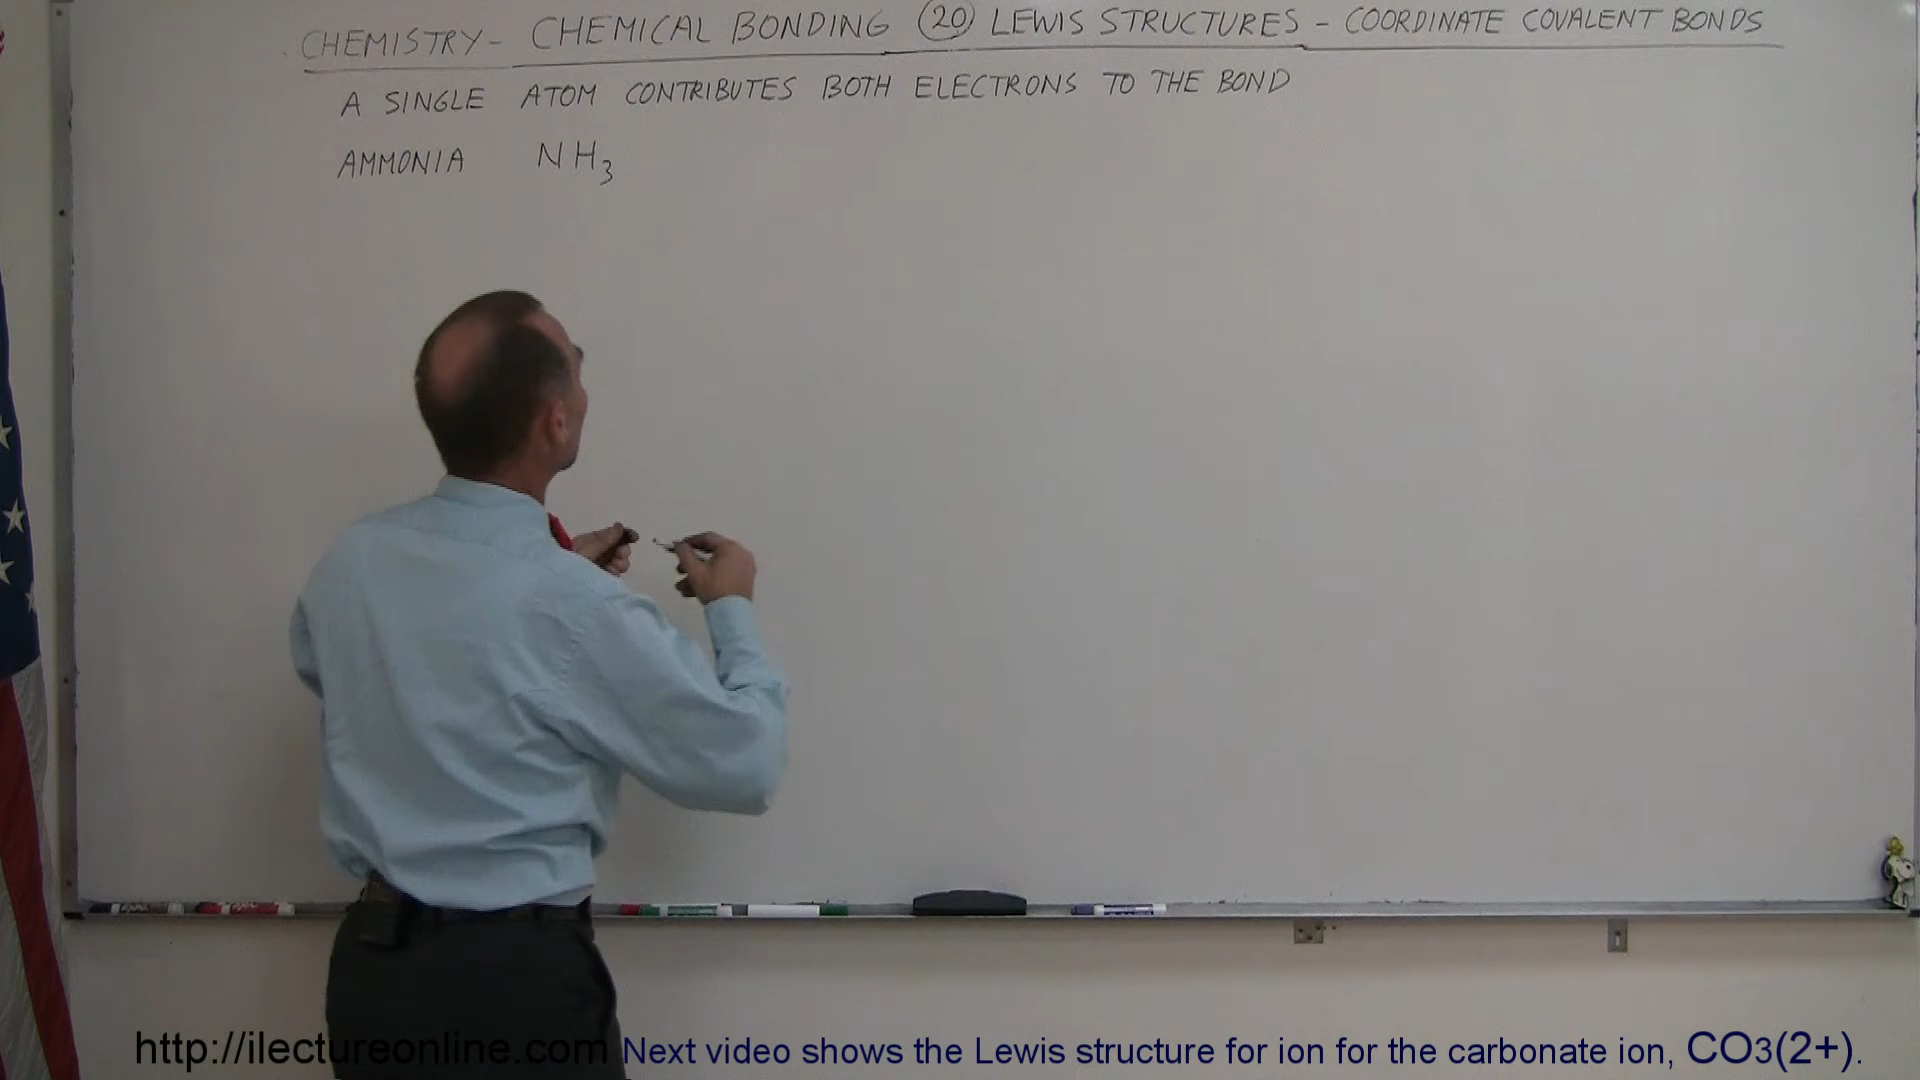 CHEMISTRY - CHEMICAL BONDING (20) LEWIS STRUCTURES - COORDINATE COVALENT BONDS
A SINGLE ATOM CONTRIBUTES BOTH ELECTRONS TO THE BOND
AMMONIA NH3
http://ilectureonline.com Next video shows the Lewis structure for ion for the carbonate ion, CO3(2+).